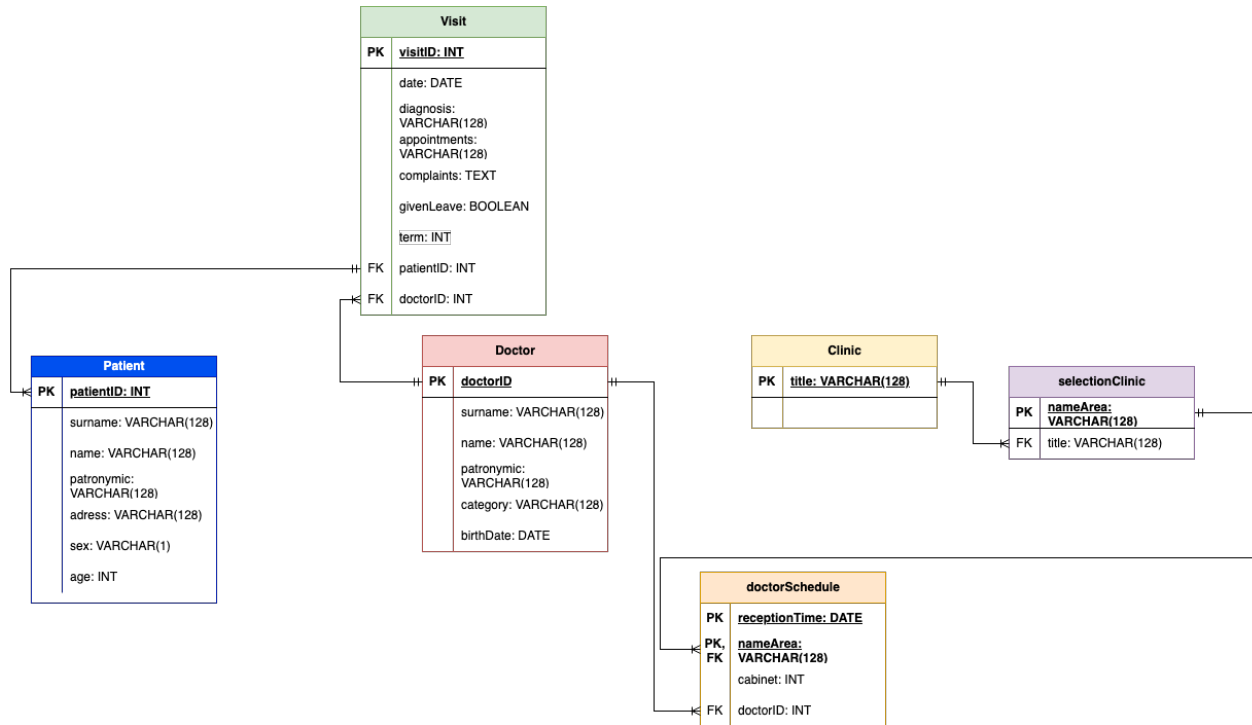 Visit
PK visitID: INT
date: DATE
diagnosis:
VARCHAR(128)
appointments:
VARCHAR(128)
complaints: TEXT
givenLeave: BOOLEAN
term: INT
FK patientID: INT
FK doctorID: INT
Patient
PK patientID: INT
surname: VARCHAR(128)
name: VARCHAR(128)
patronymic:
VARCHAR(128)
adress: VARCHAR(128)
sex: VARCHAR(1)
age: INT
Doctor
PK doctorID
surname: VARCHAR(128)
name: VARCHAR(128)
patronymic:
VARCHAR(128)
category: VARCHAR(128)
birthDate: DATE
Clinic
PK title: VARCHAR(128)
selectionClinic
PK nameArea:
VARCHAR(128)
FK title: VARCHAR(128)
doctorSchedule
PK receptionTime: DATE
PK, nameArea:
FK VARCHAR(128)
cabinet: INT
FK doctorID: INT